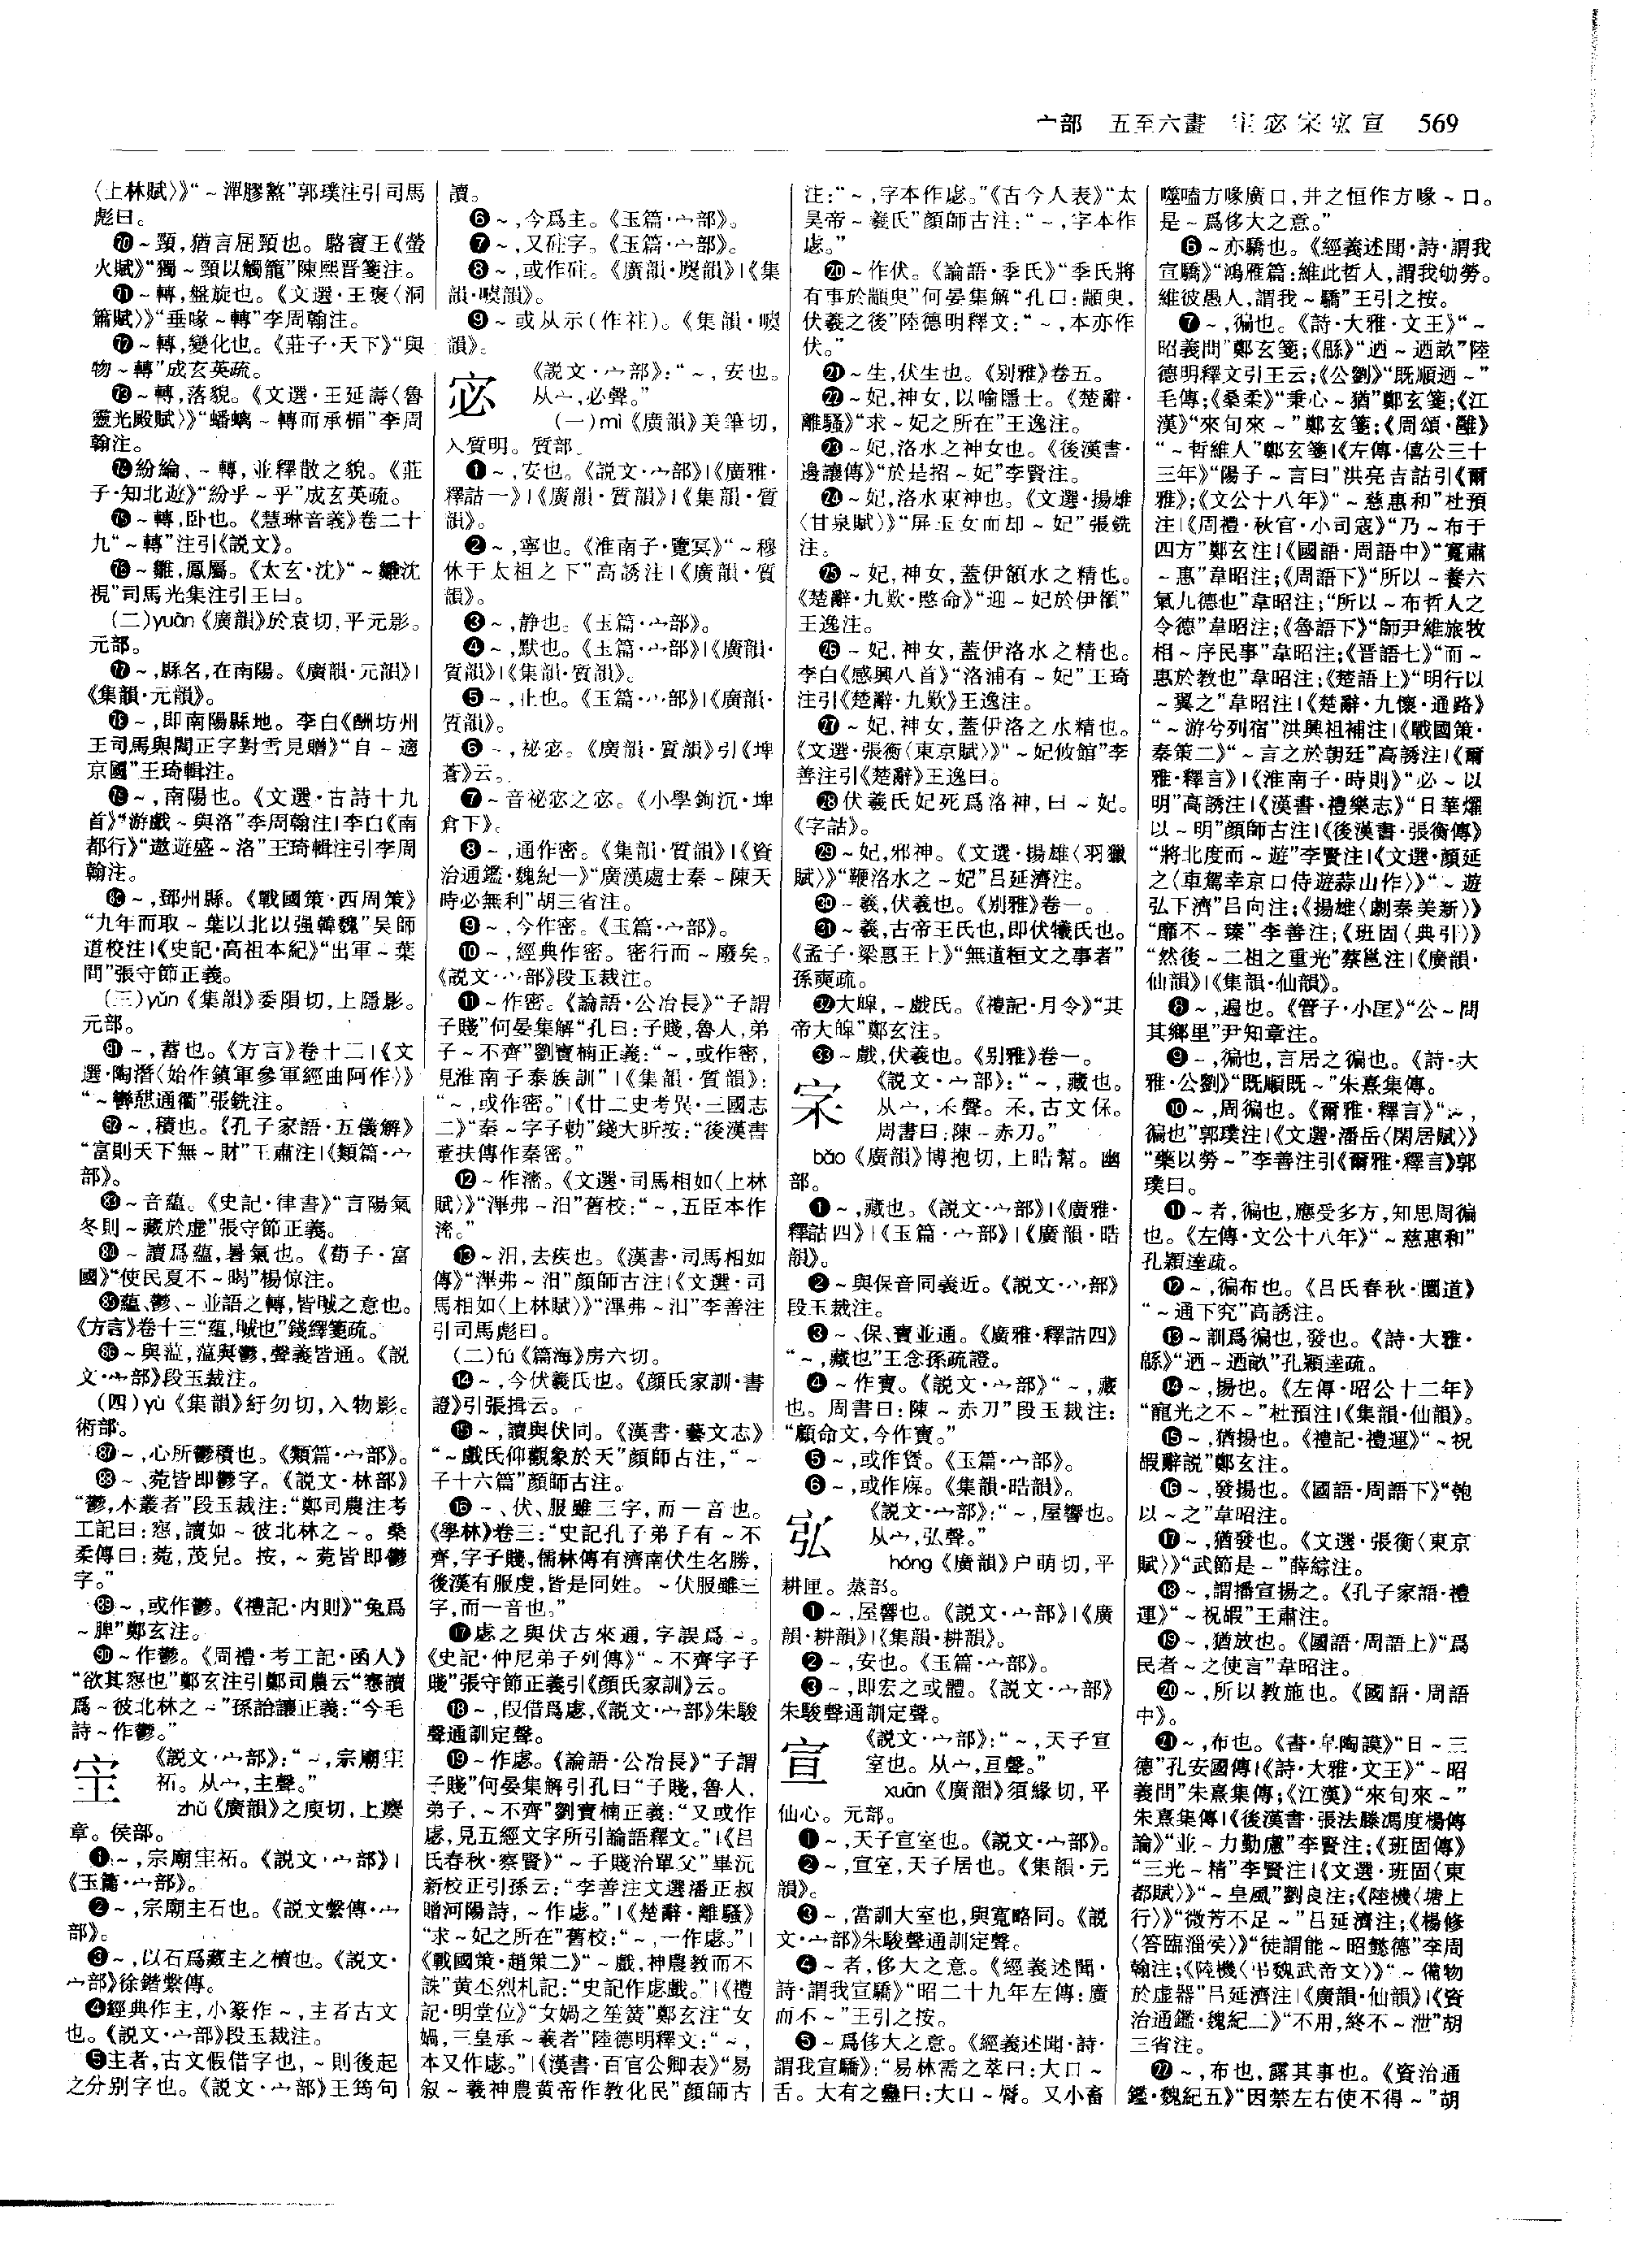 宀部　五至六畫　宔宓宲宖宣　569
〈上林賦〉》“～潬膠盭”郭璞注引司馬
彪曰。
⑰～頸，猶言屈頸也。駱賓王《螢
火賦》“獨～頸以觸籠”陳熙晉箋注。
～轉，盤旋也。《文選·王褒〈洞
簫賦〉》“垂喙～轉”李周翰注。
～轉，變化也。《莊子·天下》“與
物～轉”成玄英疏。
～轉，落貌。《文選·王延壽〈魯
靈光殿賦〉》“蟠螭～轉而承楣”李周
翰注。
紛綸、～轉，並釋散之貌。《莊
子·知北遊》“紛乎～乎”成玄英疏。
～轉，卧也。《慧琳音義》卷二十
九“～轉”注引《説文》。
～雛，鳳屬。《太玄·沈》“～雛沈
視”司馬光集注引王曰。
(二)yuān《廣韻》於袁切，平元影。
元部。
～，縣名，在南陽。《廣韻·元韻》|
《集韻·元韻》。
～，即南陽縣地。李白《酬坊州
王司馬與閻正字對雪見贈》“自～適
京國”王琦輯注。
～，南陽也。《文選·古詩十九
首》“游戲～與洛”李周翰注|李白《南
都行》“遨遊盛～洛”王琦輯注引李周
翰注。
～，鄧州縣。《戰國策·西周策》
“九年而取～葉以北以强韓魏”吴師
道校注|《史記·高祖本紀》“出軍～葉
間”張守節正義。
(三)yǔn《集韻》委隕切，上隱影。
元部。
～，蓄也。《方言》卷十二|《文
選·陶潛〈始作鎮軍參軍經曲阿作〉》
“～轡憩通衢”張銑注。
～，積也。《孔子家語·五儀解》
“富則天下無～財”王肅注|《類篇·宀
部》。
～音藴。《史記·律書》“言陽氣
冬則～藏於虚”張守節正義。
～讀爲藴，暑氣也。《荀子·富
國》“使民夏不～暍”楊倞注。
藴、鬱、～並語之轉，皆喊之意也。
《方言》卷十三“藴，喊也”錢繹箋疏。
～與薀，薀與鬱，聲義皆通。《説
文·宀部》段玉裁注。
(四)yù《集韻》紆勿切，入物影。
術部。
～，心所鬱積也。《類篇·宀部》。
～、菀皆即鬱字。《説文·林部》
“鬱，木叢者”段玉裁注：“鄭司農注考
工記曰：惌，讀如～彼北林之～。桑
柔傳曰：菀，茂皃。按，～菀皆即鬱
字。”
～，或作鬱。《禮記·内則》“兔爲
～脾”鄭玄注。
～作鬱。《周禮·考工記·函人》
“欲其惌也”鄭玄注引鄭司農云“惌讀
爲～彼北林之～”孫詒讓正義：“今毛
詩～作鬱。”
宔　《説文·宀部》：“～，宗廟宔
祏。从宀，主聲。”
zhǔ《廣韻》之庾切，上麌
章。侯部。
❶～，宗廟宔祏。《説文·宀部》|
《玉篇·宀部》。
❷～，宗廟主石也。《説文繫傳·宀
部》。
❸～，以石爲藏主之櫝也。《説文·
宀部》徐鍇繫傳。
❹經典作主，小篆作～，主者古文
也。《説文·宀部》段玉裁注。
❺主者，古文假借字也，～則後起
之分别字也。《説文·宀部》王筠句
讀。
❻～，今爲主。《玉篇·宀部》。
❼～，又砫字。《玉篇·宀部》。
❽～，或作砫。《廣韻·麌韻》|《集
韻·噳韻》。
❾～或从示(作祩)。《集韻·噳
韻》。
宓　《説文·宀部》：“～，安也。
从宀，必聲。”
(一)mì《廣韻》美筆切，
入質明。質部。
❶～，安也。《説文·宀部》|《廣雅·
釋詁一》|《廣韻·質韻》|《集韻·質
韻》。
❷～，寧也。《淮南子·覽冥》“～穆
休于太祖之下”高誘注|《廣韻·質
韻》。
❸～，静也。《玉篇·宀部》。
❹～，默也。《玉篇·宀部》|《廣韻·
質韻》|《集韻·質韻》。
❺～，止也。《玉篇·宀部》|《廣韻·
質韻》。
❻～，祕宓。《廣韻·質韻》引《埤
蒼》云。
❼～音祕宓之宓。《小學鉤沉·埤
倉下》。
❽～，通作密。《集韻·質韻》|《資
治通鑑·魏紀一》“廣漢處士秦～陳天
時必無利”胡三省注。
❾～，今作密。《玉篇·宀部》。
❿～，經典作密。密行而～廢矣。
《説文·宀部》段玉裁注。
⓫～作密。《論語·公冶長》“子謂
子賤”何晏集解“孔曰：子賤，魯人，弟
子～不齊”劉寶楠正義：“～，或作密，
見淮南子泰族訓”|《集韻·質韻》：
“～，或作密。”|《廿二史考異·三國志
二》“秦～字子勑”錢大昕按：“後漢書
董扶傳作秦密。”
⓬～作滵。《文選·司馬相如〈上林
賦〉》“滭弗～汩”舊校：“～，五臣本作
滵。”
⓭～汩，去疾也。《漢書·司馬相如
傳》“滭弗～汩”顔師古注|《文選·司
馬相如〈上林賦〉》“滭弗～汩”李善注
引司馬彪曰。
(二)fú《篇海》房六切。
⓮～，今伏羲氏也。《顔氏家訓·書
證》引張揖云。
⓯～，讀與伏同。《漢書·藝文志》
“～戲氏仰觀象於天”顔師古注，“～
子十六篇”顔師古注。
⓰～、伏、服雖三字，而一音也。
《學林》卷三：“史記孔子弟子有～不
齊，字子賤，儒林傳有濟南伏生名勝，
後漢有服虔，皆是同姓。～伏服雖三
字，而一音也。”
⓱虙之與伏古來通，字誤爲～。
《史記·仲尼弟子列傳》“～不齊字子
賤”張守節正義引《顔氏家訓》云。
⓲～，叚借爲虙，《説文·宀部》朱駿
聲通訓定聲。
⓳～作虙。《論語·公冶長》“子謂
子賤”何晏集解引孔曰“子賤，魯人，
弟子，～不齊”劉寶楠正義：“又或作
虙，見五經文字所引論語釋文。”|《吕
氏春秋·察賢》“～子賤治單父”畢沅
新校正引孫云：“李善注文選潘正叔
贈河陽詩，～作虙。”|《楚辭·離騷》
“求～妃之所在”舊校：“～，一作虙。”|
《戰國策·趙策二》“～戲，神農教而不
誅”黄丕烈札記：“史記作虙戲。”|《禮
記·明堂位》“女媧之笙簧”鄭玄注“女
媧，三皇承～羲者”陸德明釋文：“～，
本又作虙。”|《漢書·百官公卿表》“易
叙～羲神農黄帝作教化民”顔師古
注：“～，字本作虙。”《古今人表》“太
昊帝～羲氏”顔師古注：“～，字本作
虙。”
⓴～作伏。《論語·季氏》“季氏將
有事於顓臾”何晏集解“孔曰：顓臾，
伏羲之後”陸德明釋文：“～，本亦作
伏。”
㉑～生，伏生也。《别雅》卷五。
㉒～妃，神女，以喻隱士。《楚辭·
離騷》“求～妃之所在”王逸注。
㉓～妃，洛水之神女也。《後漢書·
邊讓傳》“於是招～妃”李賢注。
㉔～妃，洛水東神也。《文選·揚雄
〈甘泉賦〉》“屏玉女而却～妃”張銑
注。
㉕～妃，神女，蓋伊雒水之精也。
《楚辭·九歎·愍命》“迎～妃於伊雒”
王逸注。
㉖～妃，神女，蓋伊洛水之精也。
李白《感興八首》“洛浦有～妃”王琦
注引《楚辭·九歎》王逸注。
㉗～妃，神女，蓋伊洛之水精也。
《文選·張衡〈東京賦〉》“～妃攸館”李
善注引《楚辭》王逸曰。
㉘伏羲氏妃死爲洛神，曰～妃。
《字詁》。
㉙～妃，邪神。《文選·揚雄〈羽獵
賦〉》“鞭洛水之～妃”吕延濟注。
㉚～羲，伏羲也。《别雅》卷一。
㉛～羲，古帝王氏也，即伏犧氏也。
《孟子·梁惠王上》“無道桓文之事者”
孫奭疏。
㉜大皞，～戲氏。《禮記·月令》“其
帝大皞”鄭玄注。
㉝～戲，伏羲也。《别雅》卷一。
宲　《説文·宀部》：“～，藏也。
从宀，𣎼聲。𣎼，古文保。
周書曰：陳～赤刀。”
bǎo《廣韻》博抱切，上晧幫。幽
部。
❶～，藏也。《説文·宀部》|《廣雅·
釋詁四》|《玉篇·宀部》|《廣韻·晧
韻》。
❷～與保音同義近。《説文·宀部》
段玉裁注。
❸～、保、寶並通。《廣雅·釋詁四》
“～，藏也”王念孫疏證。
❹～作寶。《説文·宀部》“～，藏
也。周書曰：陳～赤刀”段玉裁注：
“顧命文，今作寶。”
❺～，或作賲。《玉篇·宀部》。
❻～，或作㝛。《集韻·晧韻》。
宖　《説文·宀部》：“～，屋響也。
从宀，弘聲。”
hóng《廣韻》户萌切，平
耕匣。蒸部。
❶～，屋響也。《説文·宀部》|《廣
韻·耕韻》|《集韻·耕韻》。
❷～，安也。《玉篇·宀部》。
❸～，即宏之或體。《説文·宀部》
朱駿聲通訓定聲。
宣　《説文·宀部》：“～，天子宣
室也。从宀，亘聲。”
xuān《廣韻》須緣切，平
仙心。元部。
❶～，天子宣室也。《説文·宀部》。
❷～，宣室，天子居也。《集韻·元
韻》。
❸～，當訓大室也，與寬略同。《説
文·宀部》朱駿聲通訓定聲。
❹～者，侈大之意。《經義述聞·
詩·謂我宣驕》“昭二十九年左傳：廣
而不～”王引之按。
❺～爲侈大之意。《經義述聞·詩·
謂我宣驕》：“易林需之萃曰：大口～
舌。大有之蠱曰：大口～脣。又小畜
噬嗑方喙廣口，井之恒作方喙～口。
是～爲侈大之意。”
❻～亦驕也。《經義述聞·詩·謂我
宣驕》“鴻雁篇：維此哲人，謂我劬勞。
維彼愚人，謂我～驕”王引之按。
❼～，徧也。《詩·大雅·文王》“～
昭義問”鄭玄箋；《緜》“迺～迺畝”陸
德明釋文引王云；《公劉》“既順迺～”
毛傳；《桑柔》“秉心～猶”鄭玄箋；《江
漢》“來旬來～”鄭玄箋；《周頌·雝》
“～哲維人”鄭玄箋|《左傳·僖公三十
三年》“陽子～言曰”洪亮吉詁引《爾
雅》；《文公十八年》“～慈惠和”杜預
注|《周禮·秋官·小司寇》“乃～布于
四方”鄭玄注|《國語·周語中》“寬肅
～惠”韋昭注；《周語下》“所以～養六
氣九德也”韋昭注；“所以～布哲人之
令德”韋昭注；《魯語下》“師尹維旅牧
相～序民事”韋昭注；《晉語七》“而～
惠於教也”韋昭注；《楚語上》“明行以
～翼之”韋昭注|《楚辭·九懷·通路》
“～游兮列宿”洪興祖補注|《戰國策·
秦策二》“～言之於朝廷”高誘注|《爾
雅·釋言》|《淮南子·時則》“必～以
明”高誘注|《漢書·禮樂志》“日華燿
以～明”顔師古注|《後漢書·張衡傳》
“將北度而～遊”李賢注|《文選·顔延
之〈車駕幸京口侍遊蒜山作〉》“～遊
弘下濟”吕向注；《揚雄〈劇秦美新〉》
“靡不～臻”李善注；《班固〈典引〉》
“然後～二祖之重光”蔡邕注|《廣韻·
仙韻》|《集韻·仙韻》。
❽～，遍也。《管子·小匡》“公～問
其鄉里”尹知章注。
❾～，徧也，言居之徧也。《詩·大
雅·公劉》“既順既～”朱熹集傳。
❿～，周徧也。《爾雅·釋言》“～，
徧也”郭璞注|《文選·潘岳〈閑居賦〉》
“藥以勞～”李善注引《爾雅·釋言》郭
璞曰。
⓫～者，徧也，應受多方，知思周徧
也。《左傳·文公十八年》“～慈惠和”
孔穎達疏。
⓬～，徧布也。《吕氏春秋·圜道》
“～通下究”高誘注。
⓭～訓爲徧也，發也。《詩·大雅·
緜》“迺～迺畝”孔穎達疏。
⓮～，揚也。《左傳·昭公十二年》
“寵光之不～”杜預注|《集韻·仙韻》。
⓯～，猶揚也。《禮記·禮運》“～祝
嘏辭説”鄭玄注。
⓰～，發揚也。《國語·周語下》“匏
以～之”韋昭注。
⓱～，猶發也。《文選·張衡〈東京
賦〉》“武節是～”薛綜注。
⓲～，謂播宣揚之。《孔子家語·禮
運》“～祝嘏”王肅注。
⓳～，猶放也。《國語·周語上》“爲
民者～之使言”韋昭注。
⓴～，所以教施也。《國語·周語
中》。
㉑～，布也。《書·皋陶謨》“日～三
德”孔安國傳|《詩·大雅·文王》“～昭
義問”朱熹集傳；《江漢》“來旬來～”
朱熹集傳|《後漢書·張法滕馮度楊傳
論》“並～力勤慮”李賢注；《班固傳》
“三光～精”李賢注|《文選·班固〈東
都賦〉》“～皇風”劉良注；《陸機〈塘上
行〉》“微芳不足～”吕延濟注；《楊修
〈答臨淄侯〉》“徒謂能～昭懿德”李周
翰注；《陸機〈弔魏武帝文〉》“～備物
於虚器”吕延濟注|《廣韻·仙韻》|《資
治通鑑·魏紀二》“不用，終不～泄”胡
三省注。
㉒～，布也，露其事也。《資治通
鑑·魏紀五》“因禁左右使不得～”胡